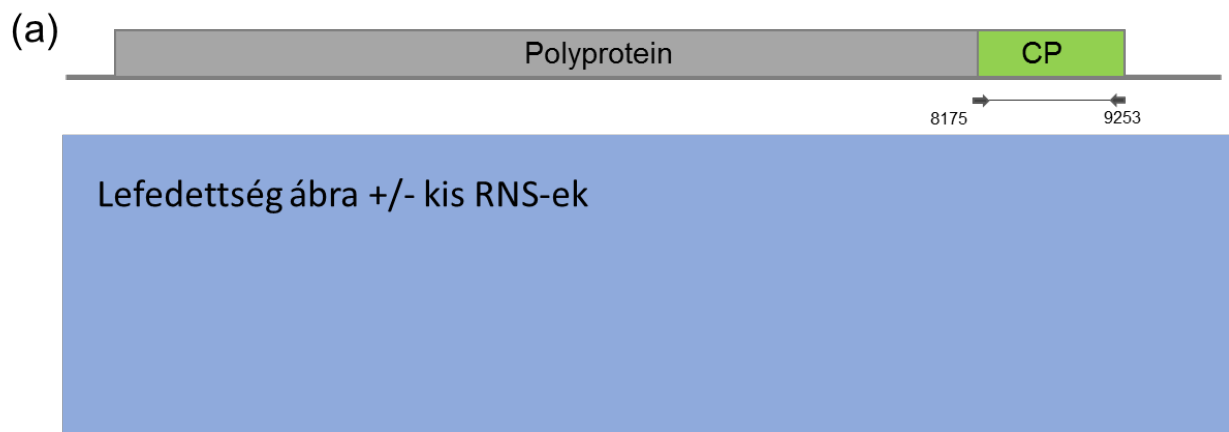 (a)
Polyprotein CP
8175 9253
Lefedettség ábra +/- kis RNS-ek